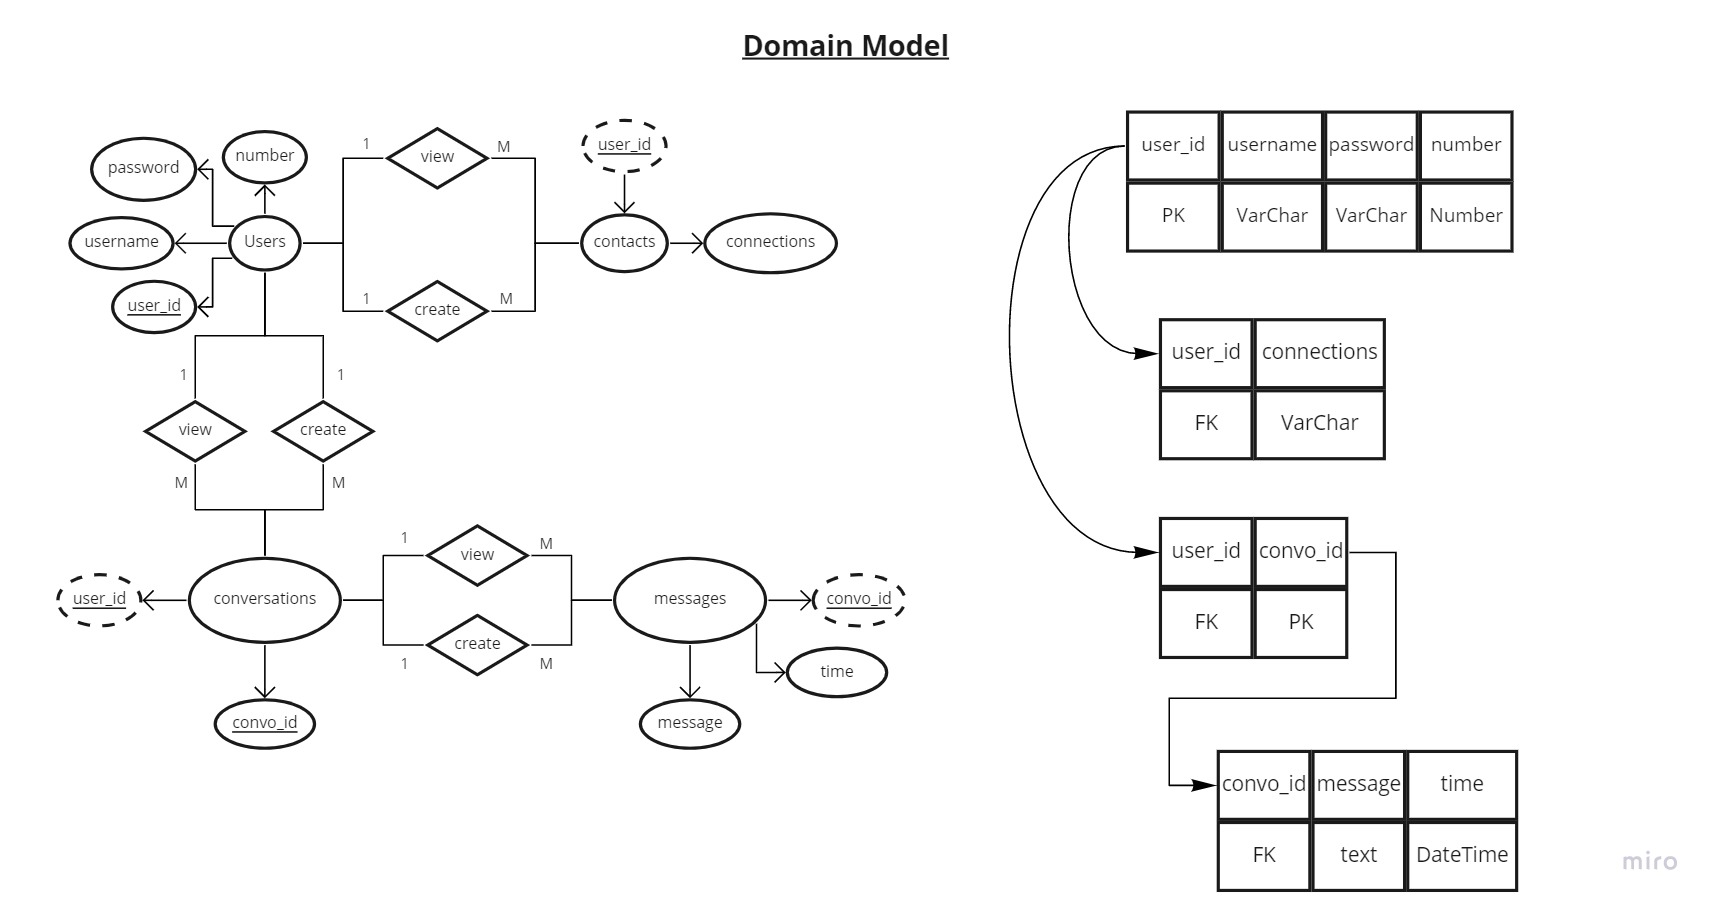 Domain Model
password
number
username
Users
user_id
1
view
M
1
create
M
user_id
contacts
connections
1
1
view
create
M
M
user_id
conversations
convo_id
1
view
M
1
create
M
messages
convo_id
time
message
user_id username password number
PK VarChar VarChar Number
user_id connections
FK VarChar
user_id convo_id
FK PK
convo_id message time
FK text DateTime
miro